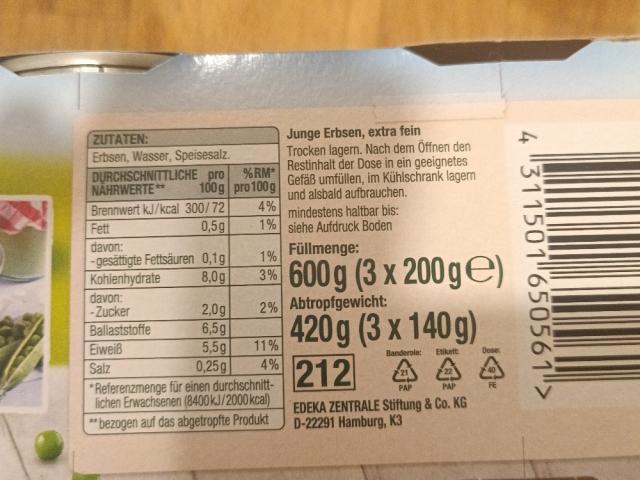 ZUTATEN:
Erbsen, Wasser, Speisesalz.
DURCHSCHNITTLICHE pro %RM*
NÄHRWERTE** 100g pro 100g
Brennwert kJ/kcal 300/72 4%
Fett 0,5g 1%
davon:
-gesättigte Fettsäuren 0,1g 1%
Kohlenhydrate 8,0g 3%
davon:
-Zucker 2,0g 2%
Ballaststoffe 6,5g
Eiweiß 5,5g 11%
Salz 0,25g 4%
*Referenzmenge für einen durchschnitt-
lichen Erwachsenen (8400kJ/2000kcal)
**bezogen auf das abgetropfte Produkt
Junge Erbsen, extra fein
Trocken lagern. Nach dem Öffnen den
Restinhalt der Dose in ein geeignetes
Gefäß umfüllen, im Kühlschrank lagern
und alsbald aufbrauchen.
mindestens haltbar bis:
siehe Aufdruck Boden
Füllmenge:
600g (3 x 200g℮)
Abtropfgewicht:
420g (3 x 140g)
212
Banderole: Etikett: Dose:
21 22 40
PAP PAP FE
EDEKA ZENTRALE Stiftung & Co. KG
D-22291 Hamburg, K3
4 311501 650561 >